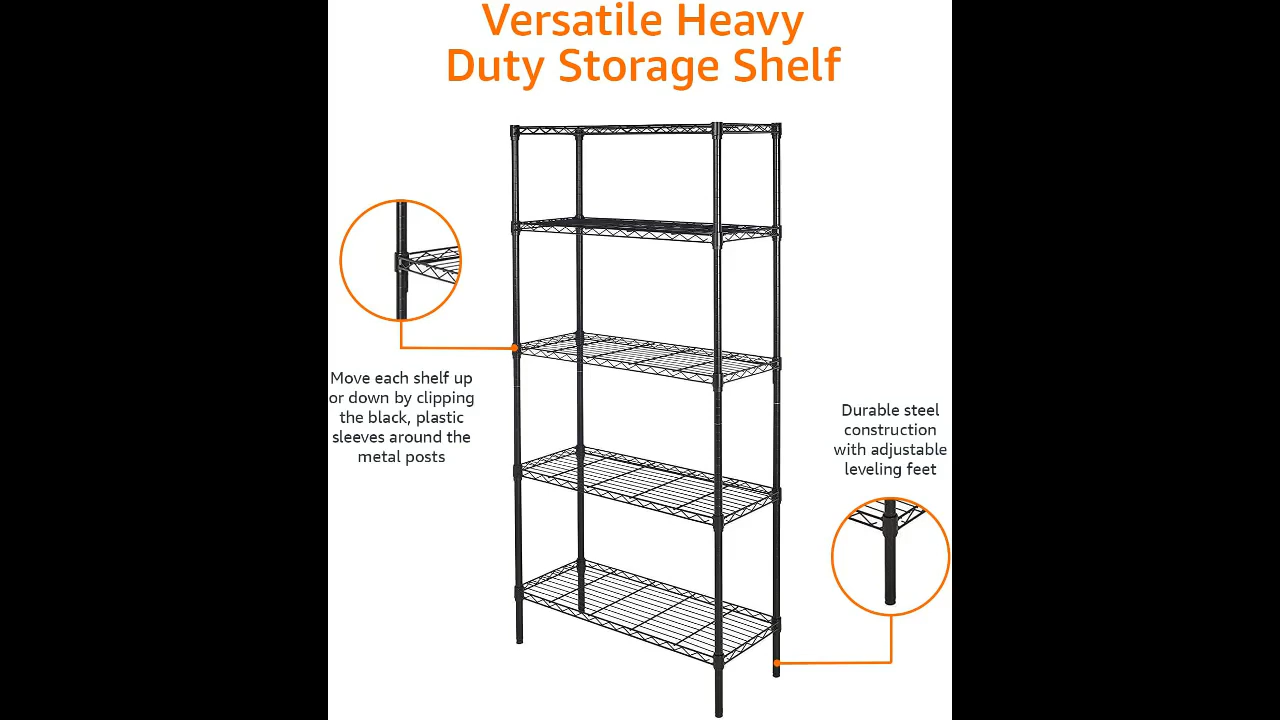 Versatile Heavy
Duty Storage Shelf
Move each shelf up
or down by clipping
the black, plastic
sleeves around the
metal posts
Durable steel
construction
with adjustable
leveling feet